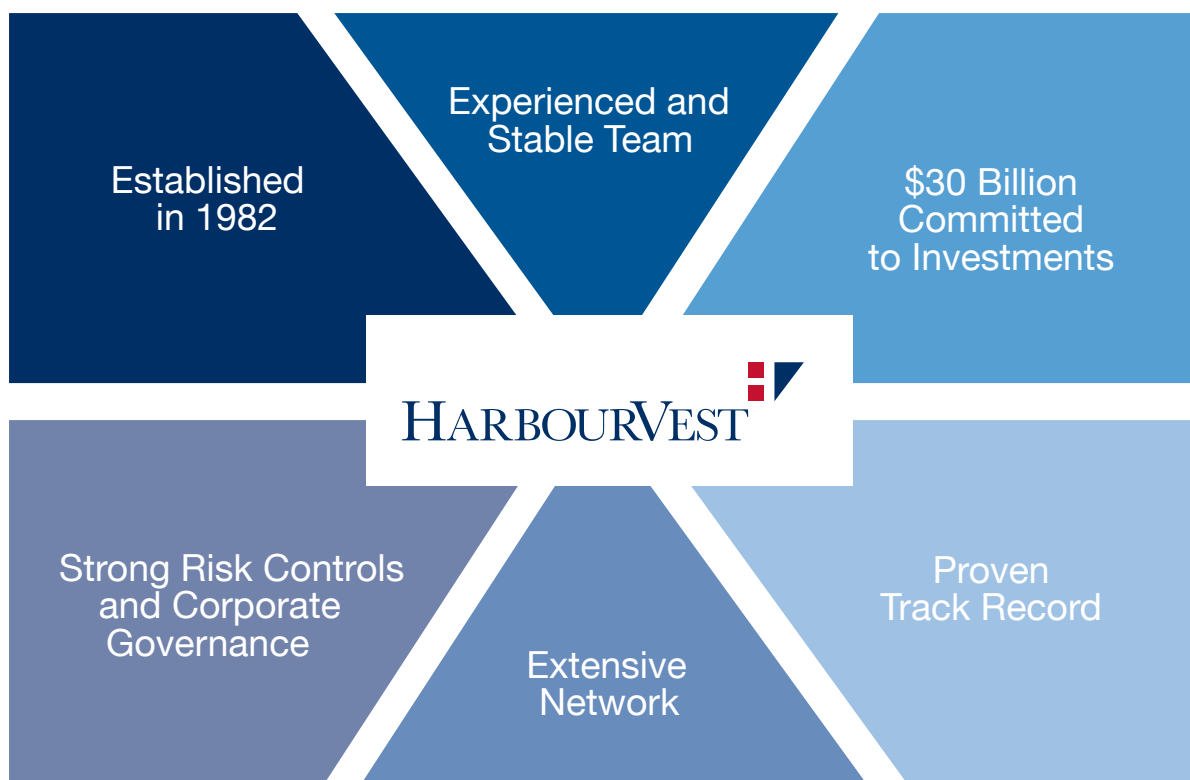 Established
in 1982
Experienced and
Stable Team
$30 Billion
Committed
to Investments
HARBOURVEST
Strong Risk Controls
and Corporate
Governance
Extensive
Network
Proven
Track Record